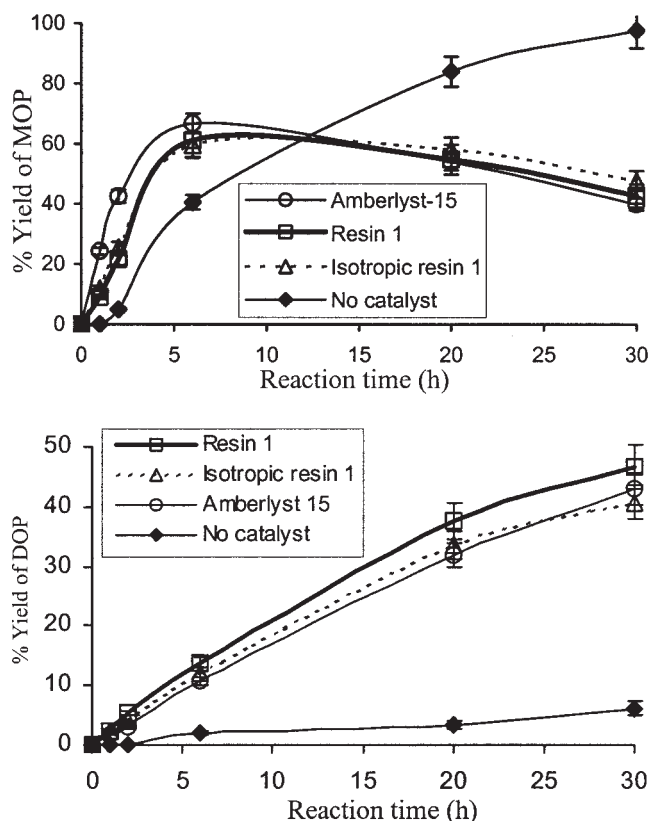 % Yield of MOP
100
80
60
40
20
0
Amberlyst-15
Resin 1
Isotropic resin 1
No catalyst
0 5 10 15 20 25 30
Reaction time (h)
% Yield of DOP
50
40
30
20
10
0
Resin 1
Isotropic resin 1
Amberlyst 15
No catalyst
0 5 10 15 20 25 30
Reaction time (h)